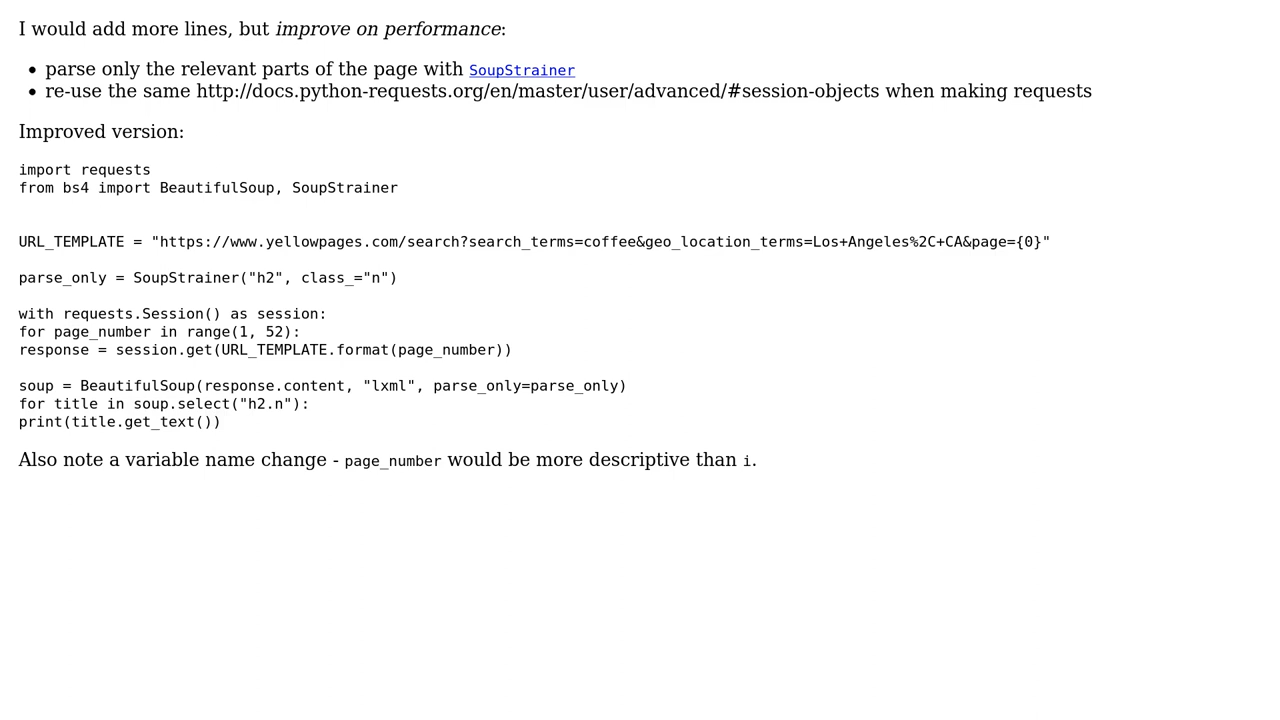 I would add more lines, but improve on performance:
• parse only the relevant parts of the page with SoupStrainer
• re-use the same http://docs.python-requests.org/en/master/user/advanced/#session-objects when making requests
Improved version:
import requests
from bs4 import BeautifulSoup, SoupStrainer
URL_TEMPLATE = "https://www.yellowpages.com/search?search_terms=coffee&geo_location_terms=Los+Angeles%2C+CA&page={0}"
parse_only = SoupStrainer("h2", class_="n")
with requests.Session() as session:
for page_number in range(1, 52):
response = session.get(URL_TEMPLATE.format(page_number))
soup = BeautifulSoup(response.content, "lxml", parse_only=parse_only)
for title in soup.select("h2.n"):
print(title.get_text())
Also note a variable name change - page_number would be more descriptive than i.